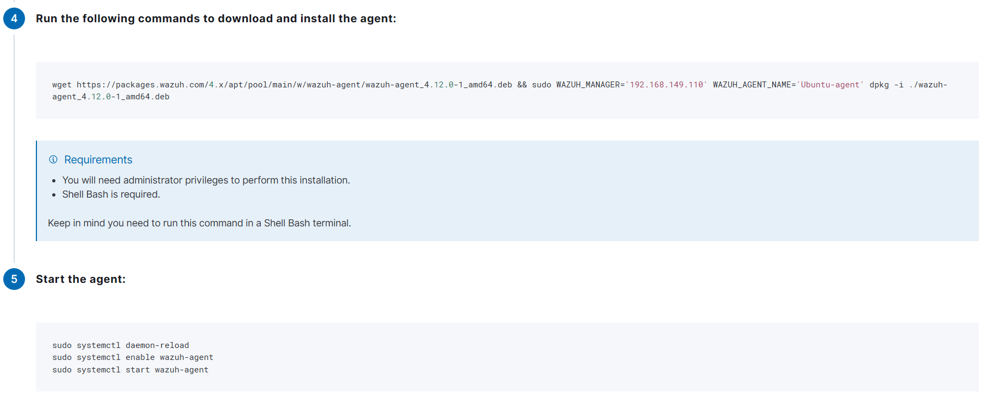 4 Run the following commands to download and install the agent:
wget https://packages.wazuh.com/4.x/apt/pool/main/w/wazuh-agent/wazuh-agent_4.12.0-1_amd64.deb && sudo WAZUH_MANAGER='192.168.149.110' WAZUH_AGENT_NAME='Ubuntu-agent' dpkg -i ./wazuh-
agent_4.12.0-1_amd64.deb
Requirements
• You will need administrator privileges to perform this installation.
• Shell Bash is required.
Keep in mind you need to run this command in a Shell Bash terminal.
5 Start the agent:
sudo systemctl daemon-reload
sudo systemctl enable wazuh-agent
sudo systemctl start wazuh-agent